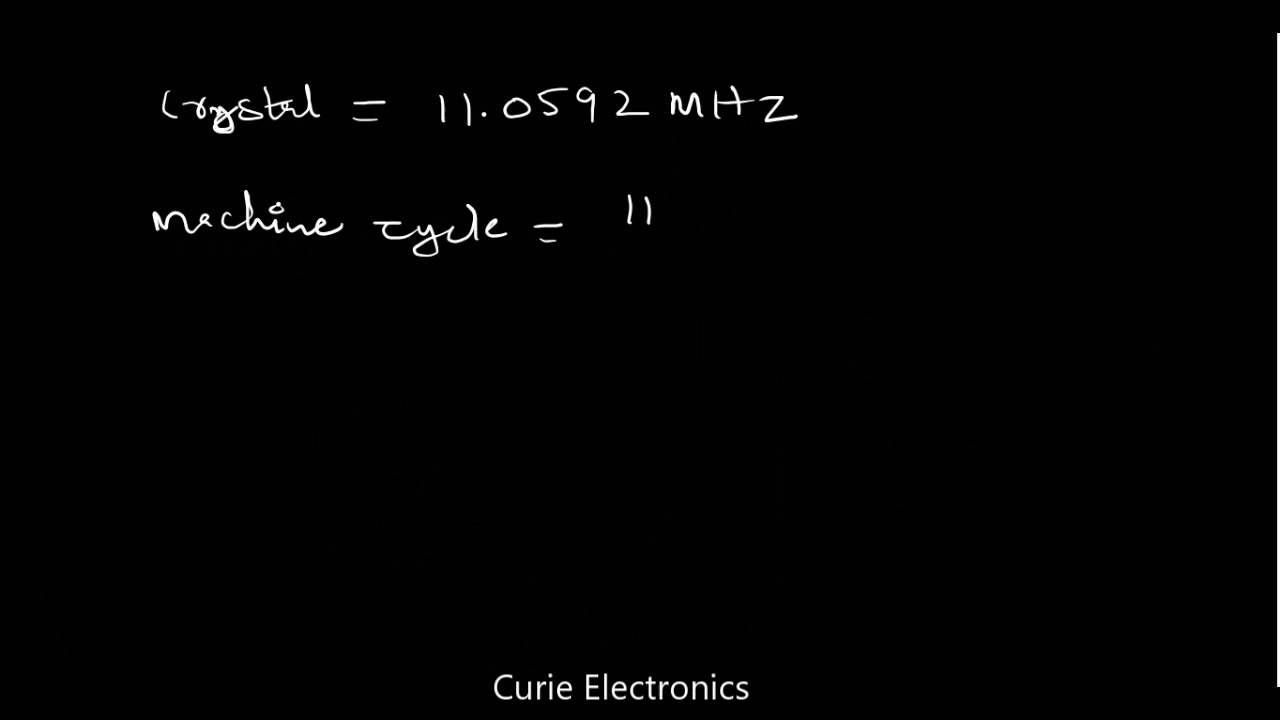 Crystal = 11.0592 MHz
Machine cycle = 11
Curie Electronics